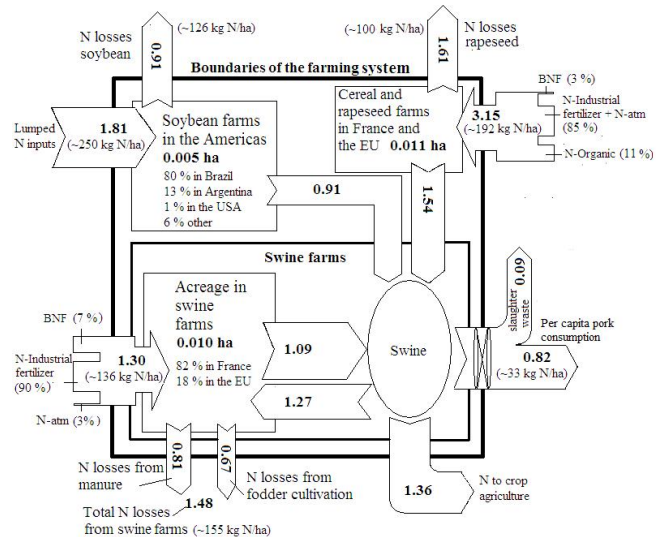 N losses
soybean
(~126 kg N/ha)
0.91
(~100 kg N/ha)
N losses
rapeseed
1.61
Boundaries of the farming system
Lumped
N inputs
1.81
(~250 kg N/ha)
Soybean farms
in the Americas
0.005 ha
80 % in Brazil
13 % in Argentina
1 % in the USA
6 % other
Cereal and
rapeseed farms
in France and
the EU 0.011 ha
3.15
(~192 kg N/ha)
BNF (3 %)
N-Industrial
fertilizer + N-atm
(85 %)
N-Organic (11 %)
0.91
1.54
Swine farms
Acreage in
swine
farms
0.010 ha
82 % in France
18 % in the EU
BNF (7 %)
N-Industrial
fertilizer
(90 %)
N-atm (3%)
1.30
(~136 kg N/ha)
1.09
1.27
Swine
slaughter
waste
0.09
Per capita pork
consumption
0.82
(~33 kg N/ha)
N losses from
manure
0.81
0.67
N losses from
fodder cultivation
1.48
Total N losses
from swine farms (~155 kg N/ha)
1.36
N to crop
agriculture